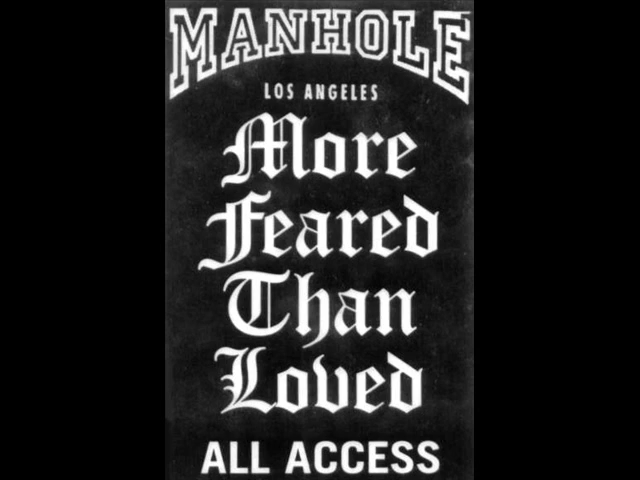 MANHOLE
LOS ANGELES
More
Feared
Than
Loved
ALL ACCESS